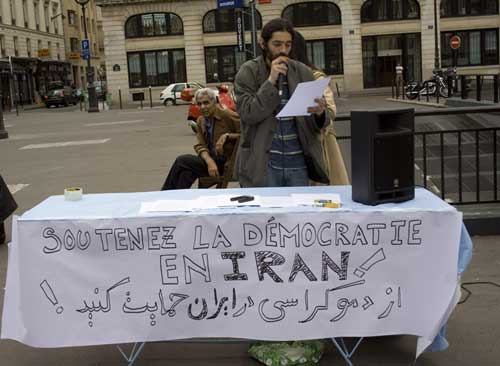 SOUTENEZ LA DÉMOCRATIE
EN IRAN!
از دموکراسی در ایران حمایت کنید!